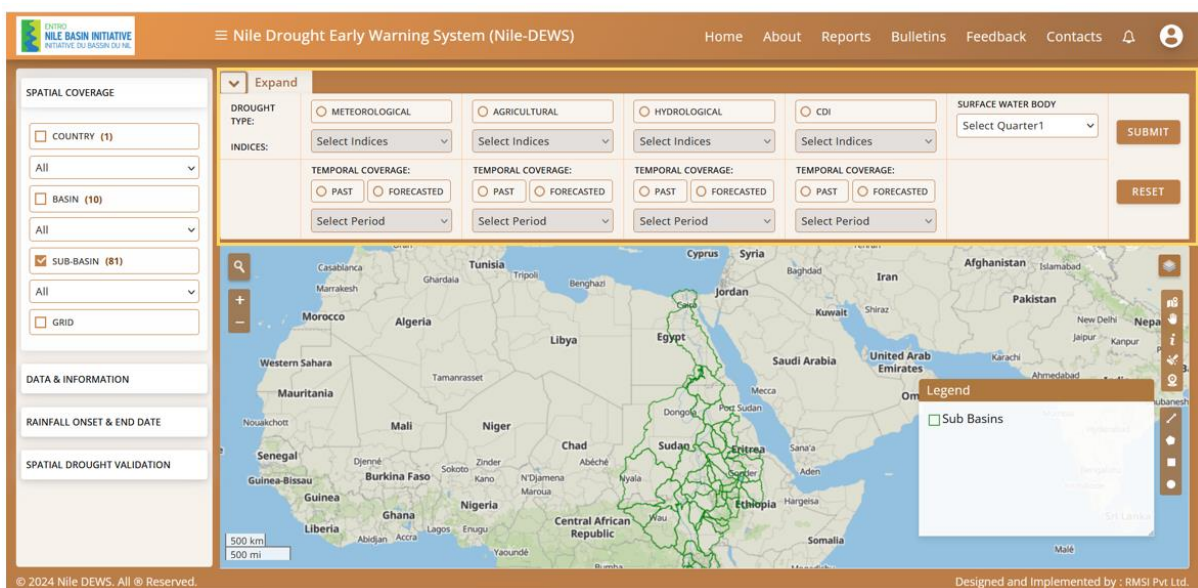 ENTRO
NILE BASIN INITIATIVE
INITIATIVE DU BASSIN DU NIL
Nile Drought Early Warning System (Nile-DEWS)
Home About Reports Bulletins Feedback Contacts
SPATIAL COVERAGE
COUNTRY (1)
All
BASIN (10)
All
SUB-BASIN (81)
All
GRID
DATA & INFORMATION
RAINFALL ONSET & END DATE
SPATIAL DROUGHT VALIDATION
Expand
DROUGHT TYPE:
METEOROLOGICAL AGRICULTURAL HYDROLOGICAL CDI
SURFACE WATER BODY
Select Quarter1
SUBMIT
INDICES:
Select Indices Select Indices Select Indices Select Indices
TEMPORAL COVERAGE: TEMPORAL COVERAGE: TEMPORAL COVERAGE: TEMPORAL COVERAGE:
PAST FORECASTED PAST FORECASTED PAST FORECASTED PAST FORECASTED
RESET
Select Period Select Period Select Period Select Period
Cyprus Syria Afghanistan Islamabad
Casablanca Tunisia Baghdad Iran
Marrakesh Ghardaia Tripoli Benghazi Jordan Pakistan
Morocco Algeria Kuwait Shiraz New Delhi Nepa
Libya Egypt Jaipur Kanpur
Western Sahara Saudi Arabia United Arab Emirates Karachi
Tamanrasset Ahmedabad
Mauritania Mecca Om
Nouakchott Mali Niger Dongola Port Sudan
Senegal Djenné Zinder Chad Abéché Sudan Eritrea Sana'a
Guinea-Bissau Burkina Faso Sokoto Kano N'Djamena Nyala Gonder Aden
Guinea Maroua Ethiopia Hargeisa
Ghana Nigeria Central African Republic Wau
Liberia Abidjan Accra Lagos Enugu Somalia
Yaoundé Malé
Legend
Sub Basins
Sri Lanka
500 km
500 mi
© 2024 Nile DEWS. All ® Reserved.
Designed and Implemented by : RMSI Pvt Ltd.